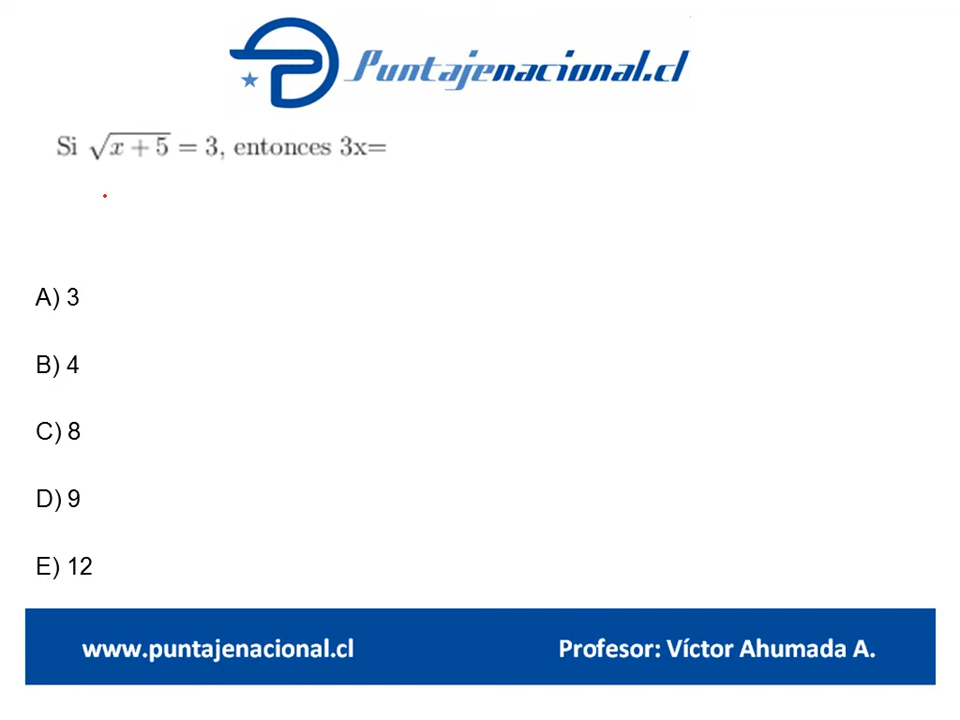 Puntajenacional.cl
Si √x + 5 = 3, entonces 3x=
A) 3
B) 4
C) 8
D) 9
E) 12
www.puntajenacional.cl Profesor: Víctor Ahumada A.